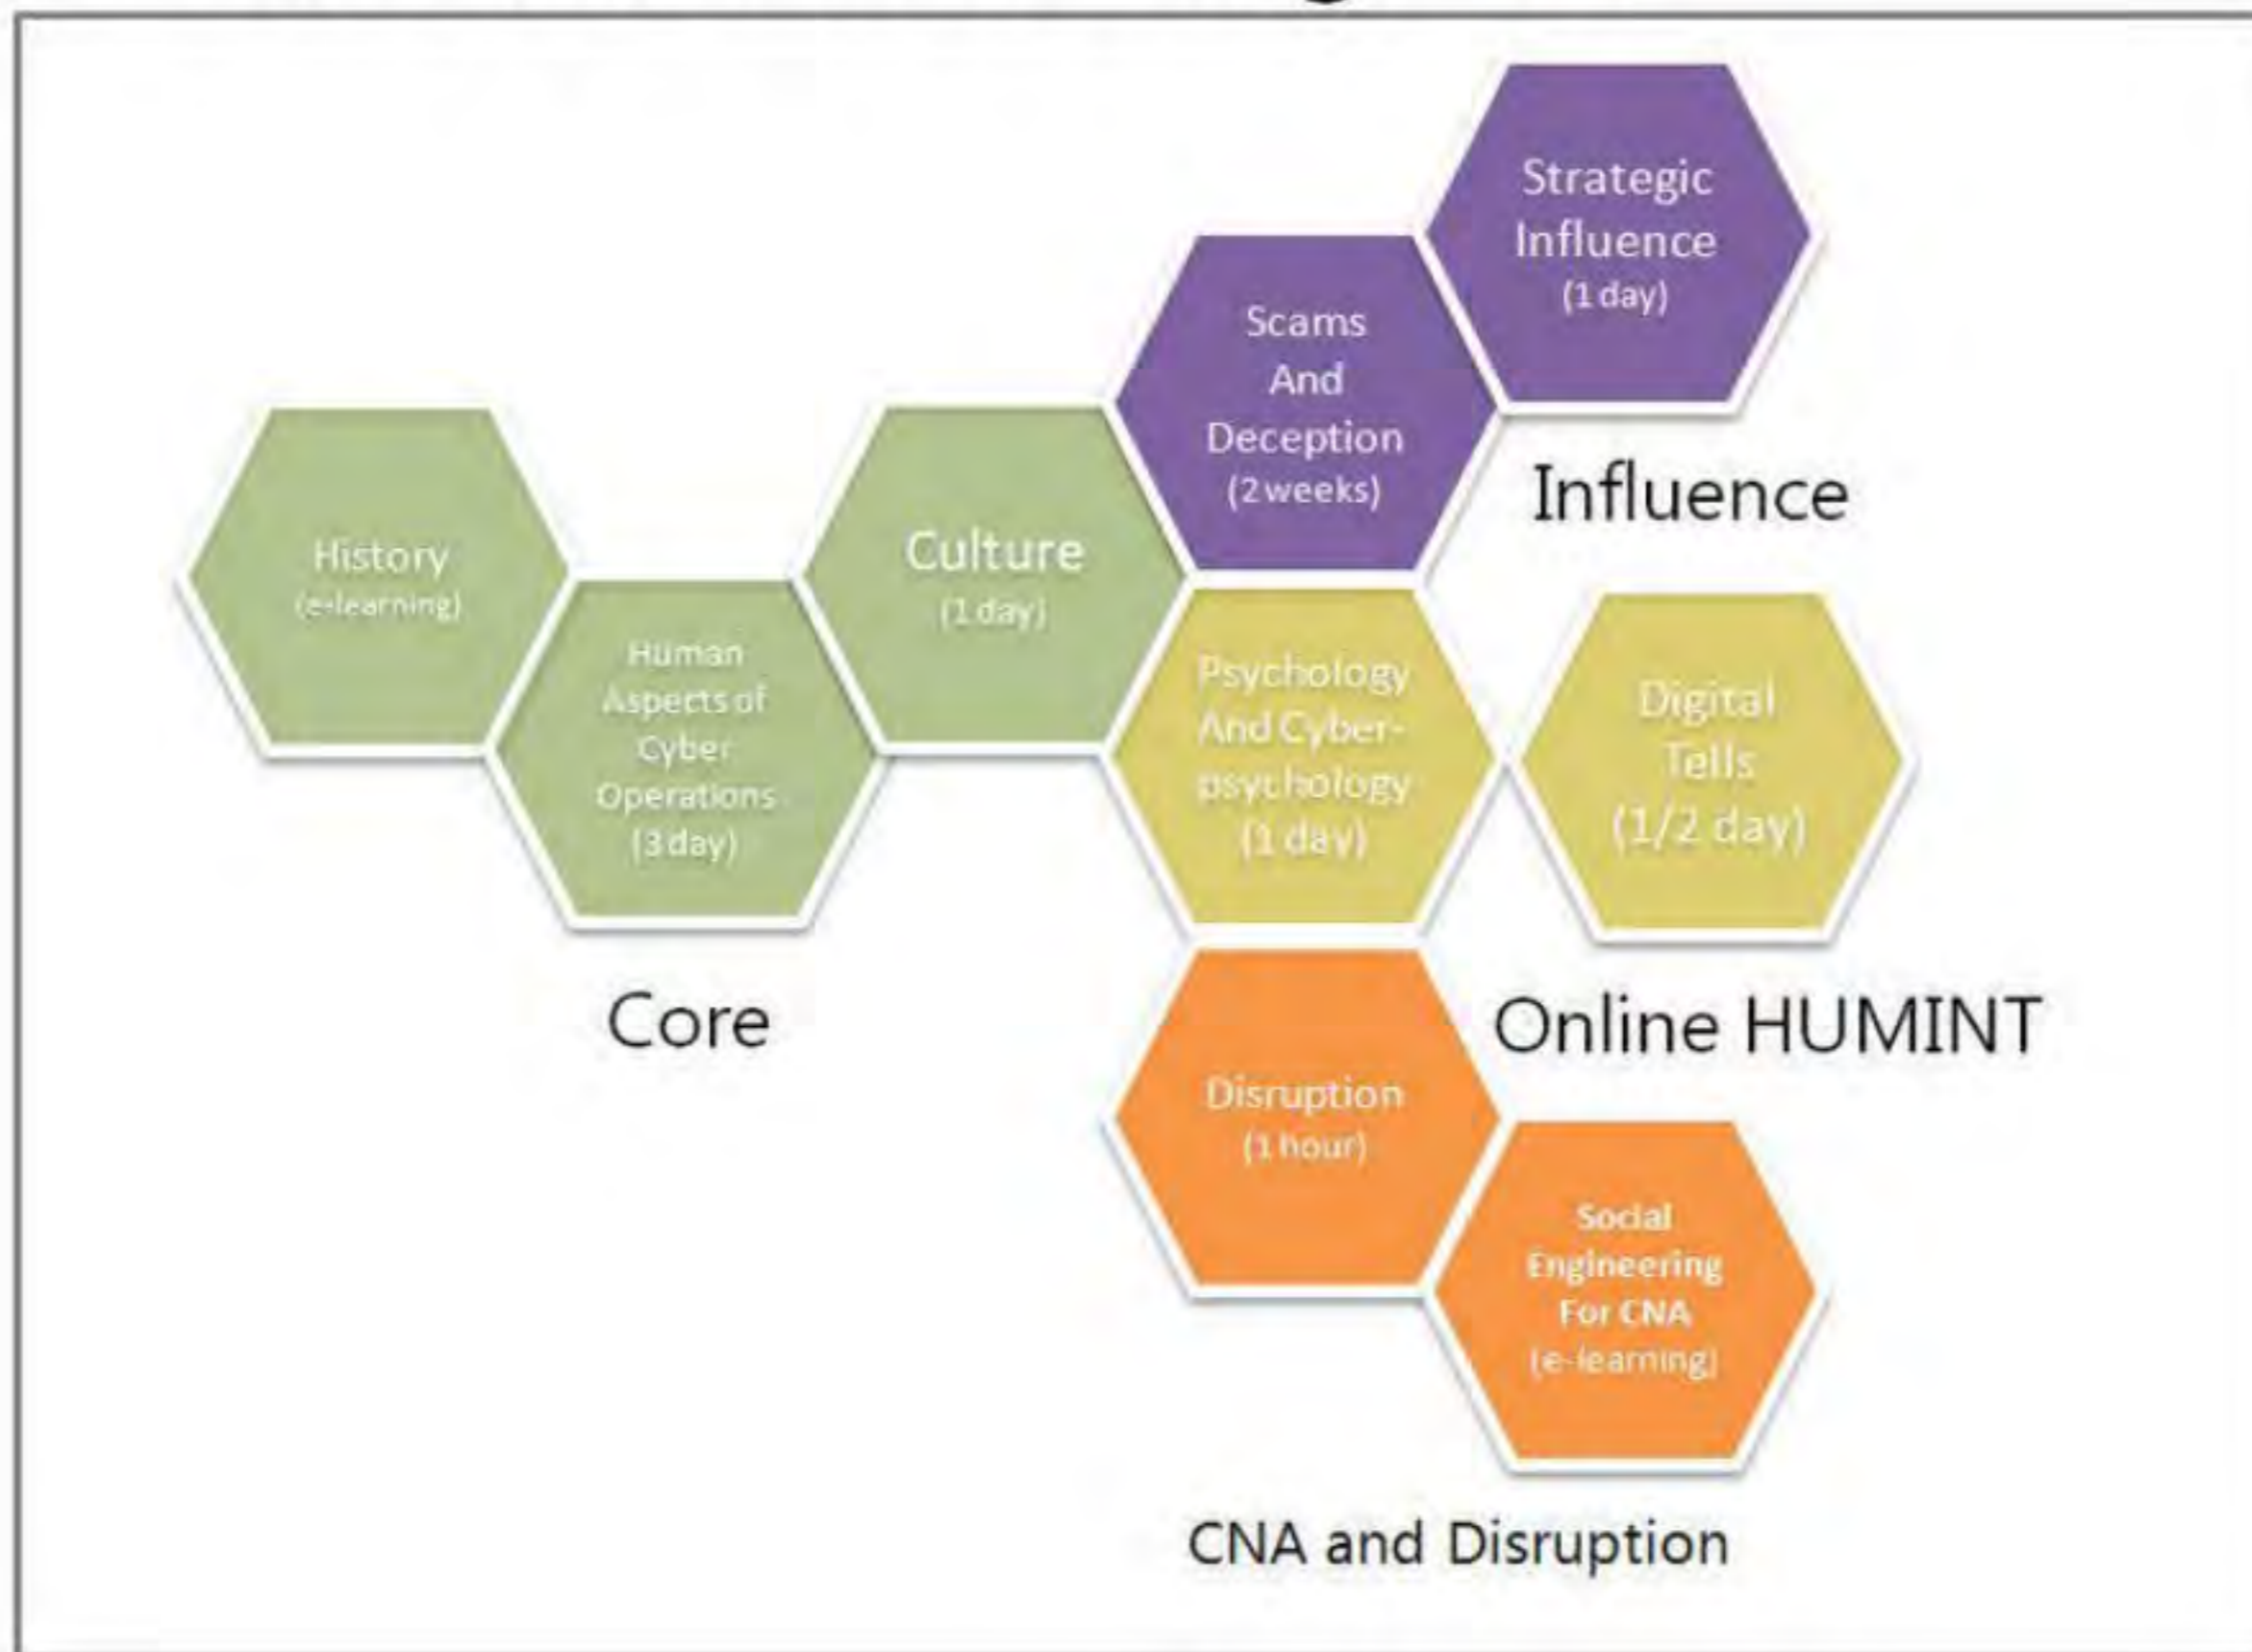 Strategic
Influence
(1 day)
Scams
And
Deception
(2 weeks)
Influence
History
(e-learning)
Human
Aspects of
Cyber
Operations
(3 day)
Culture
(1 day)
Core
Psychology
And Cyber-
psychology
(1 day)
Digital
Tells
(1/2 day)
Online HUMINT
Disruption
(1 hour)
Social
Engineering
For CNA
(e-learning)
CNA and Disruption